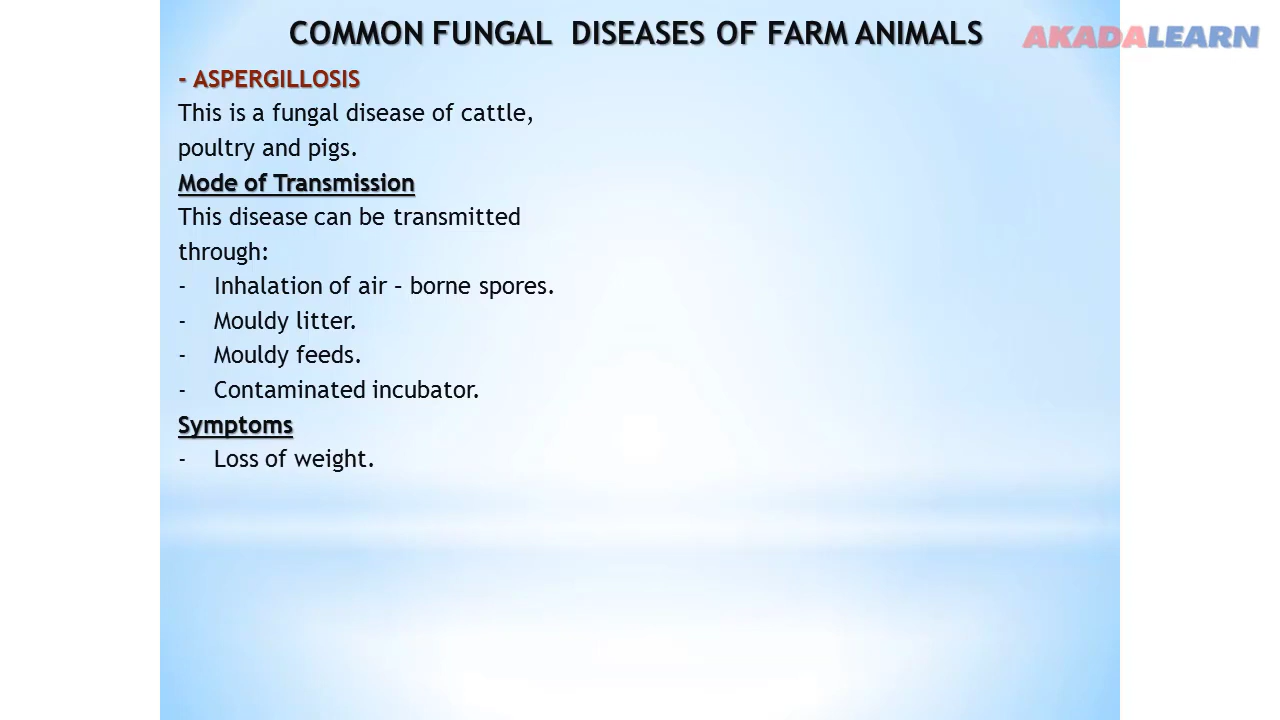 COMMON FUNGAL DISEASES OF FARM ANIMALS
AKADALEARN
- ASPERGILLOSIS
This is a fungal disease of cattle,
poultry and pigs.
Mode of Transmission
This disease can be transmitted
through:
- Inhalation of air – borne spores.
- Mouldy litter.
- Mouldy feeds.
- Contaminated incubator.
Symptoms
- Loss of weight.